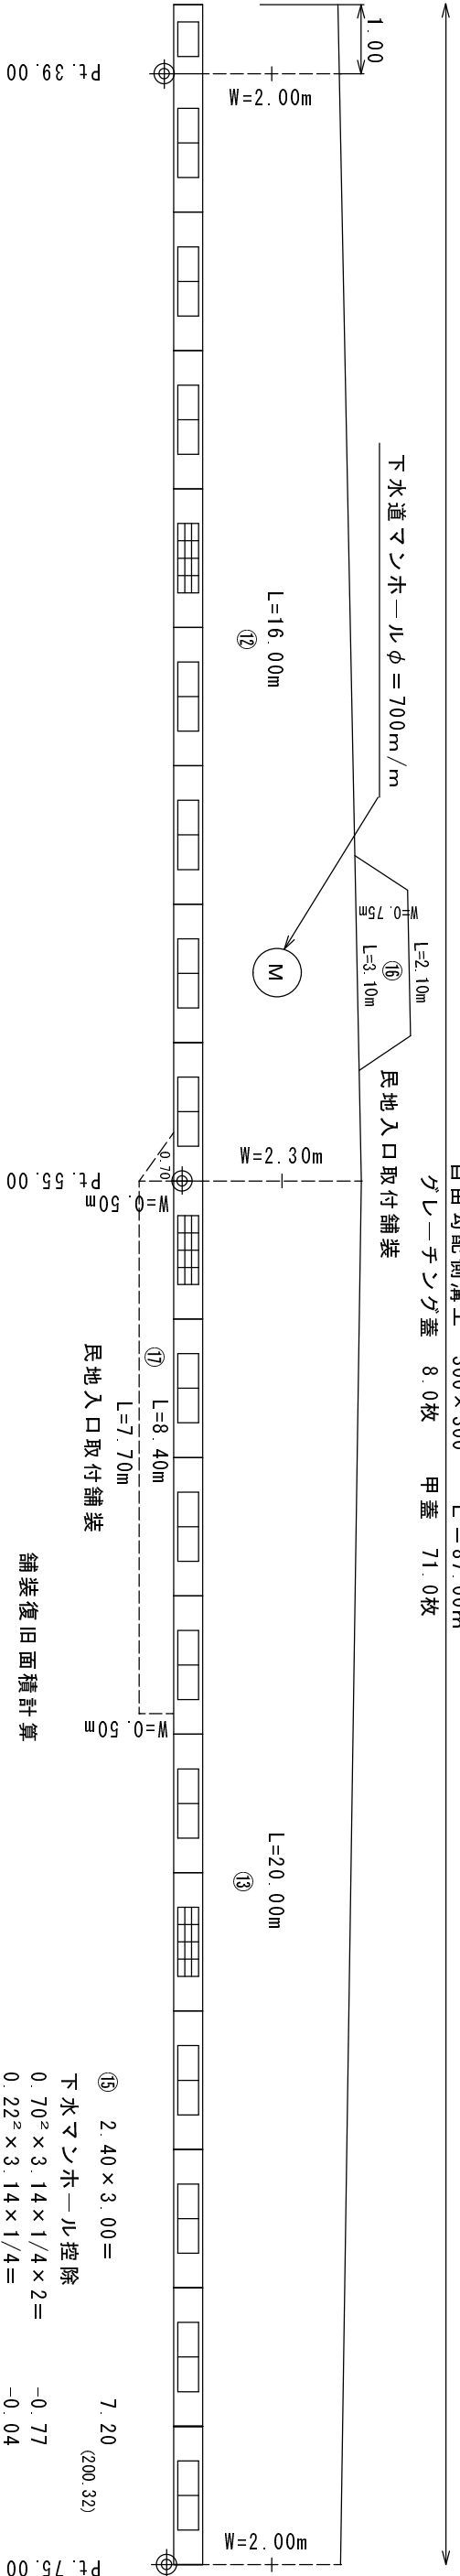 1.00
Pt.39.00
W=2.00m
下水道マンホールφ=700m/m
L=16.00m
⑫
W=0.75m
L=2.10m
⑯
L=3.10m
M
民地入口取付舗装
W=2.30m
0.70
Pt.55.00
W=0.50m
グレーチング蓋 8.0枚 甲蓋 71.0枚
⑰
L=8.40m
L=7.70m
民地入口取付舗装
W=0.50m
舗装復旧面積計算
L=20.00m
⑬
⑮ 2.40×3.00= 7.20
(200.32)
下水マンホール控除
0.70²×3.14×1/4×2= -0.77
0.22²×3.14×1/4= -0.04
W=2.00m
Pt.75.00